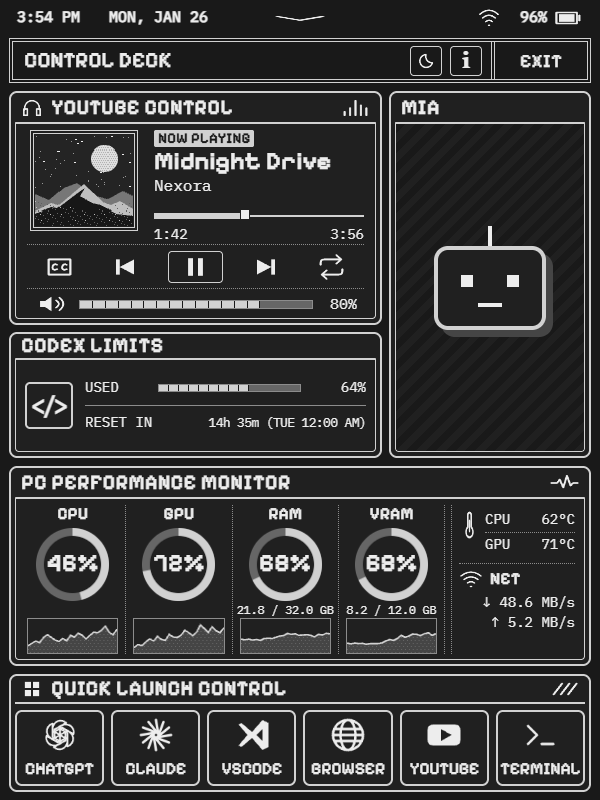 3:54 PM MON, JAN 26 96%
CONTROL DECK i EXIT
YOUTUBE CONTROL
NOW PLAYING
Midnight Drive
Nexora
1:42 3:56
CC
80%
MIA
CODEX LIMITS
</>
USED 64%
RESET IN 14h 35m (TUE 12:00 AM)
PC PERFORMANCE MONITOR
CPU GPU RAM VRAM
46% 72% 68% 68%
21.8 / 32.0 GB 8.2 / 12.0 GB
CPU 62°C
GPU 71°C
NET
↓ 48.6 MB/s
↑ 5.2 MB/s
QUICK LAUNCH CONTROL
CHATGPT CLAUDE VSCODE BROWSER YOUTUBE TERMINAL